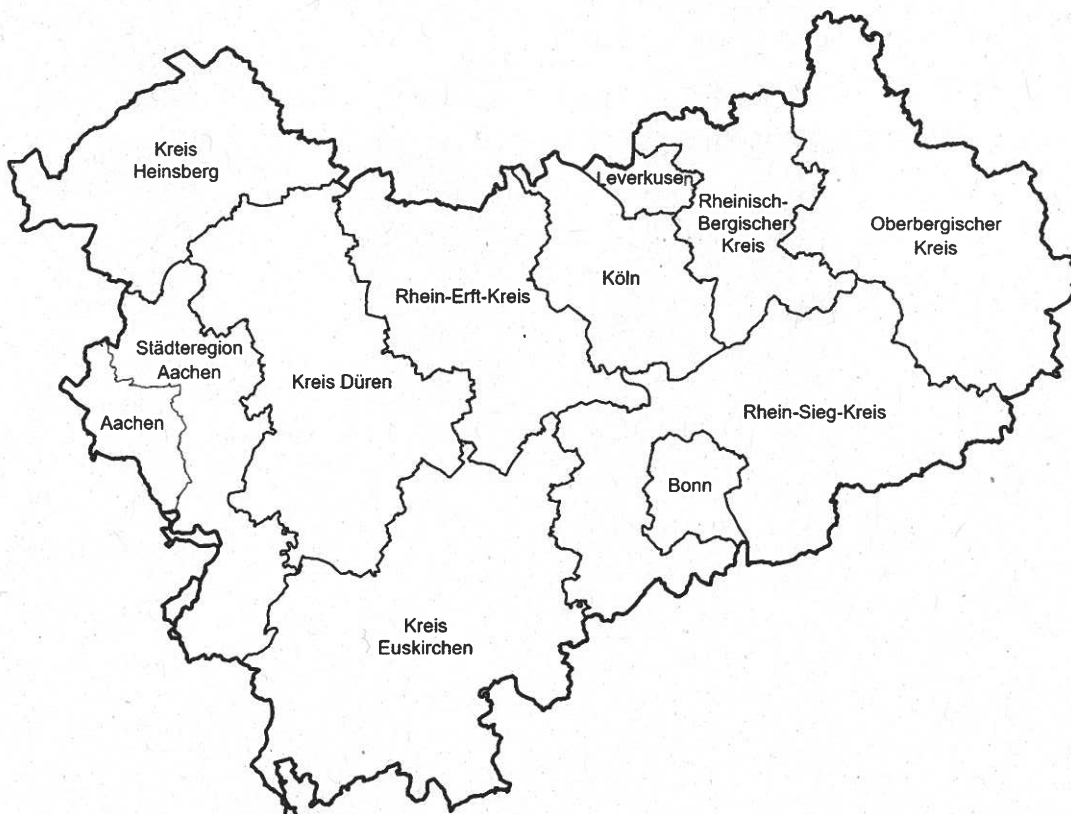 Kreis
Heinsberg
Leverkusen
Rheinisch-
Bergischer
Kreis
Oberbergischer
Kreis
Köln
Rhein-Erft-Kreis
Städteregion
Aachen
Kreis Düren
Aachen
Rhein-Sieg-Kreis
Bonn
Kreis
Euskirchen